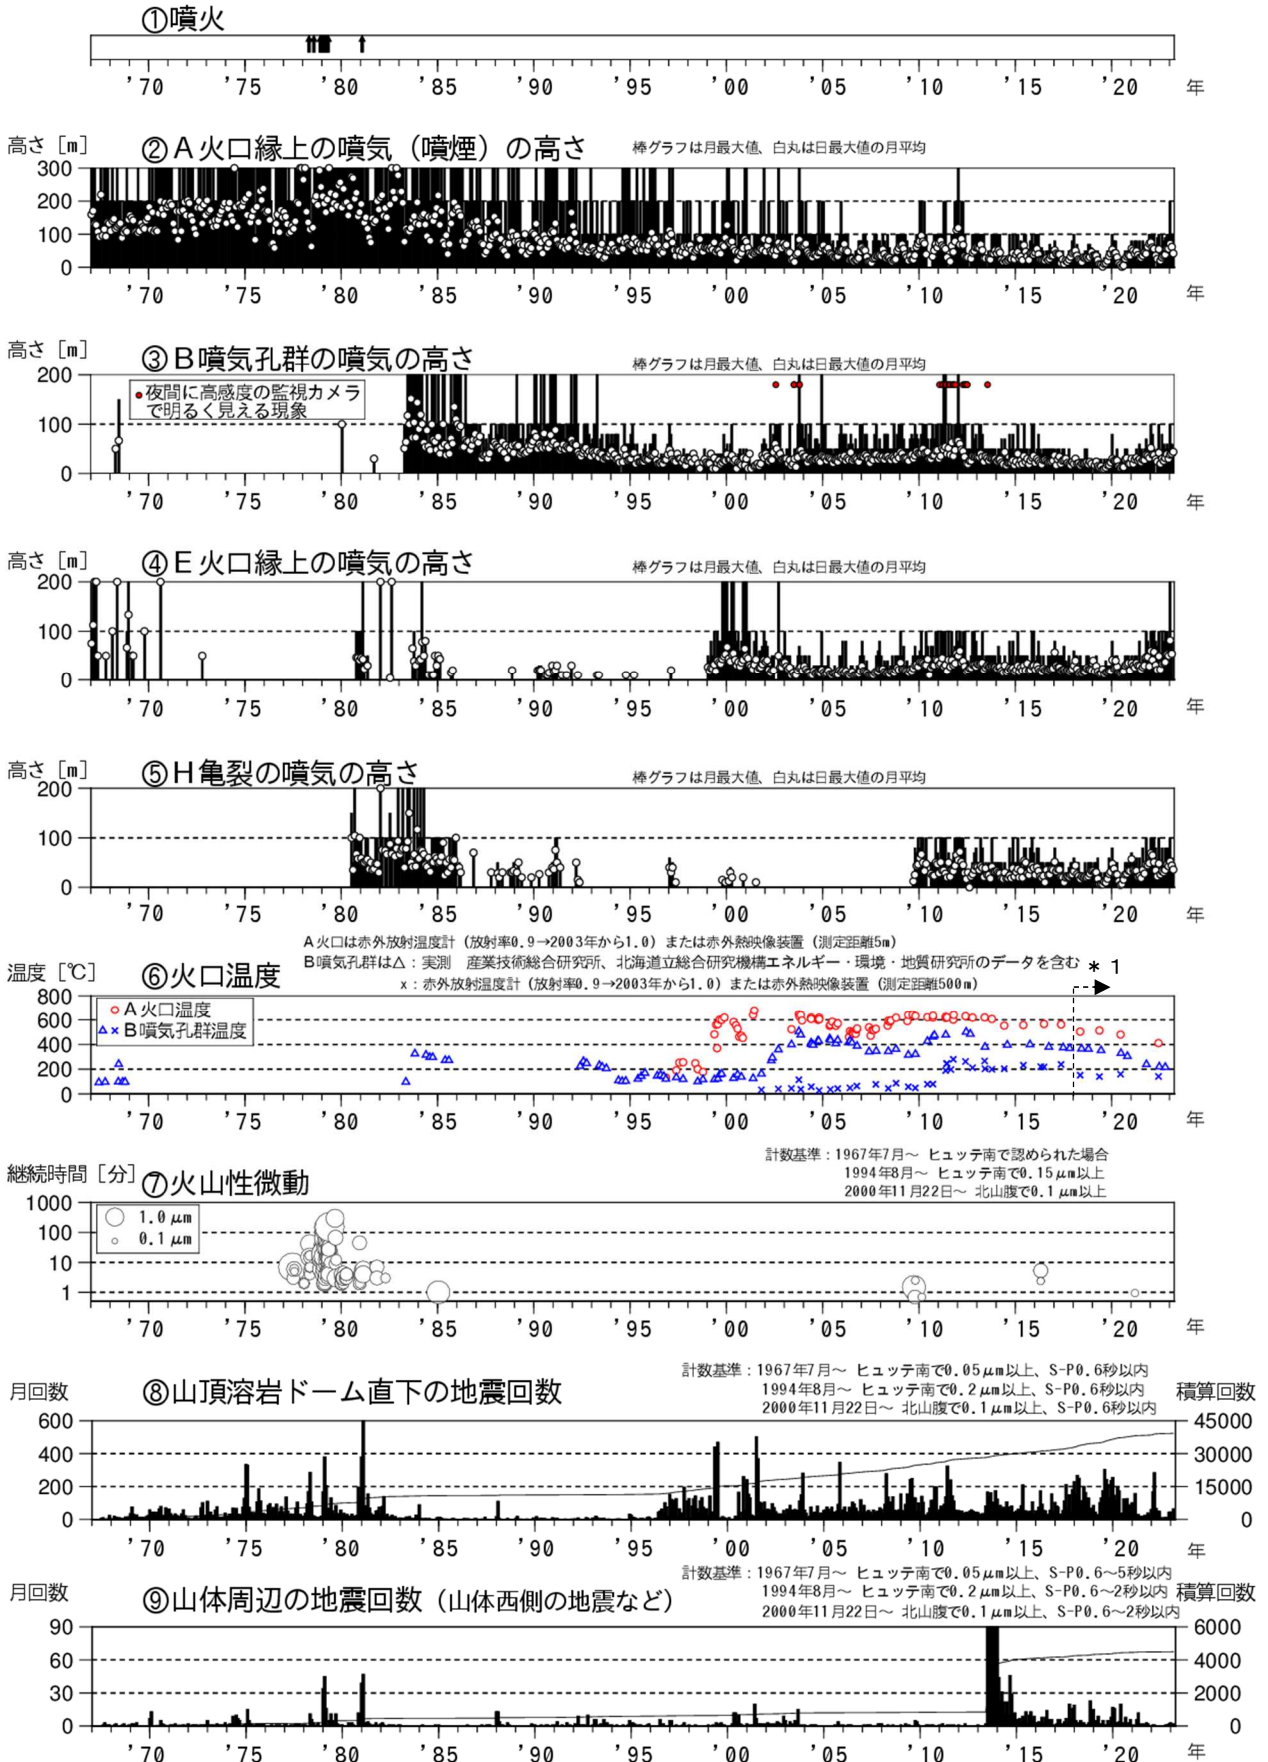 ①噴火
'70 '75 '80 '85 '90 '95 '00 '05 '10 '15 '20 年
高さ [m] ②A火口縁上の噴気（噴煙）の高さ 棒グラフは月最大値、白丸は日最大値の月平均
300
200
100
0
'70 '75 '80 '85 '90 '95 '00 '05 '10 '15 '20 年
高さ [m] ③B噴気孔群の噴気の高さ 棒グラフは月最大値、白丸は日最大値の月平均
200
夜間に高感度の監視カメラ
で明るく見える現象
100
0
'70 '75 '80 '85 '90 '95 '00 '05 '10 '15 '20 年
高さ [m] ④E火口縁上の噴気の高さ 棒グラフは月最大値、白丸は日最大値の月平均
200
100
0
'70 '75 '80 '85 '90 '95 '00 '05 '10 '15 '20 年
高さ [m] ⑤H亀裂の噴気の高さ 棒グラフは月最大値、白丸は日最大値の月平均
200
100
0
'70 '75 '80 '85 '90 '95 '00 '05 '10 '15 '20 年
A火口は赤外放射温度計（放射率0.9→2003年から1.0）または赤外熱映像装置（測定距離5m）
B噴気孔群は△：実測 産業技術総合研究所、北海道立総合研究機構エネルギー・環境・地質研究所のデータを含む
温度 [℃] ⑥火口温度 x：赤外放射温度計（放射率0.9→2003年から1.0）または赤外熱映像装置（測定距離500m） ＊1
800
○ A火口温度
600
△ × B噴気孔群温度
400
200
0
'70 '75 '80 '85 '90 '95 '00 '05 '10 '15 '20 年
計数基準：1967年7月～ ヒュッテ南で認められた場合
1994年8月～ ヒュッテ南で0.15μm以上
2000年11月22日～ 北山腹で0.1μm以上
継続時間 [分] ⑦火山性微動
1000
1.0μm
100
0.1μm
10
1
'70 '75 '80 '85 '90 '95 '00 '05 '10 '15 '20 年
計数基準：1967年7月～ ヒュッテ南で0.05μm以上、S-P0.6秒以内
1994年8月～ ヒュッテ南で0.2μm以上、S-P0.6秒以内
2000年11月22日～ 北山腹で0.1μm以上、S-P0.6秒以内
月回数 ⑧山頂溶岩ドーム直下の地震回数 積算回数
600 45000
400 30000
200 15000
0 0
'70 '75 '80 '85 '90 '95 '00 '05 '10 '15 '20 年
計数基準：1967年7月～ ヒュッテ南で0.05μm以上、S-P0.6～5秒以内
1994年8月～ ヒュッテ南で0.2μm以上、S-P0.6～2秒以内
2000年11月22日～ 北山腹で0.1μm以上、S-P0.6～2秒以内
月回数 ⑨山体周辺の地震回数（山体西側の地震など） 積算回数
90 6000
60 4000
30 2000
0 0
'70 '75 '80 '85 '90 '95 '00 '05 '10 '15 '20 年